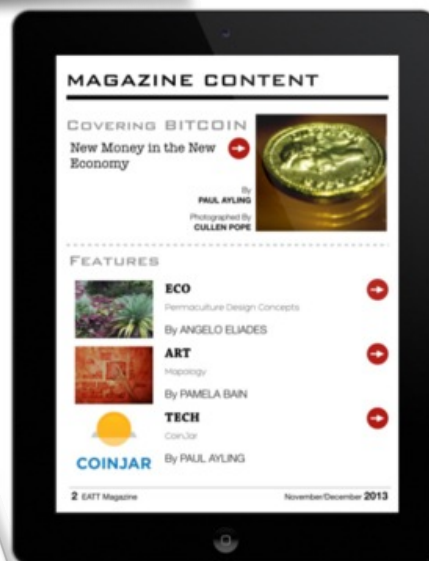 MAGAZINE CONTENT
COVERING BITCOIN
New Money in the New
Economy
By
PAUL AYLING
Photographed By
CULLEN POPE
FEATURES
ECO
Permaculture Design Concepts
By ANGELO ELIADES
ART
Mapology
By PAMELA BAIN
TECH
CoinJar
By PAUL AYLING
COINJAR
2 EATT Magazine
November/December 2013